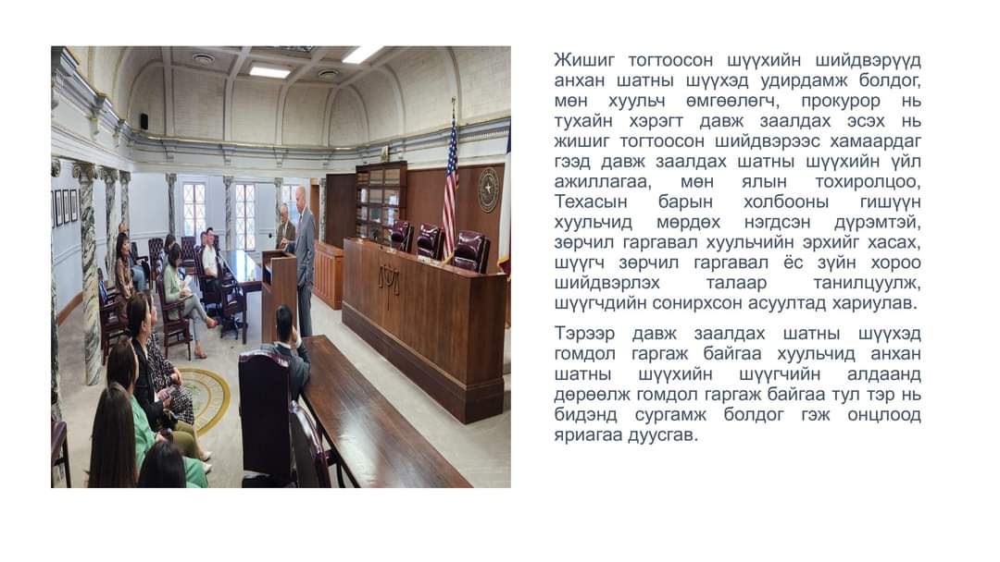 Жишиг тогтоосон шүүхийн шийдвэрүүд
анхан шатны шүүхэд удирдамж болдог,
мөн хуульч өмгөөлөгч, прокурор нь
тухайн хэрэгт давж заалдах эсэх нь
жишиг тогтоосон шийдвэрээс хамаардаг
гээд давж заалдах шатны шүүхийн үйл
ажиллагаа, мөн ялын тохиролцоо,
Техасын барын холбооны гишүүн
хуульчид мөрдөх нэгдсэн дүрэмтэй,
зөрчил гаргавал хуульчийн эрхийг хасах,
шүүгч зөрчил гаргавал ёс зүйн хороо
шийдвэрлэх талаар танилцуулж,
шүүгчдийн сонирхсон асуултад хариулав.
Тэрээр давж заалдах шатны шүүхэд
гомдол гаргаж байгаа хуульчид анхан
шатны шүүхийн шүүгчийн алдаанд
дөрөөлж гомдол гаргаж байгаа тул тэр нь
бидэнд сургамж болдог гэж онцлоод
яриагаа дуусгав.